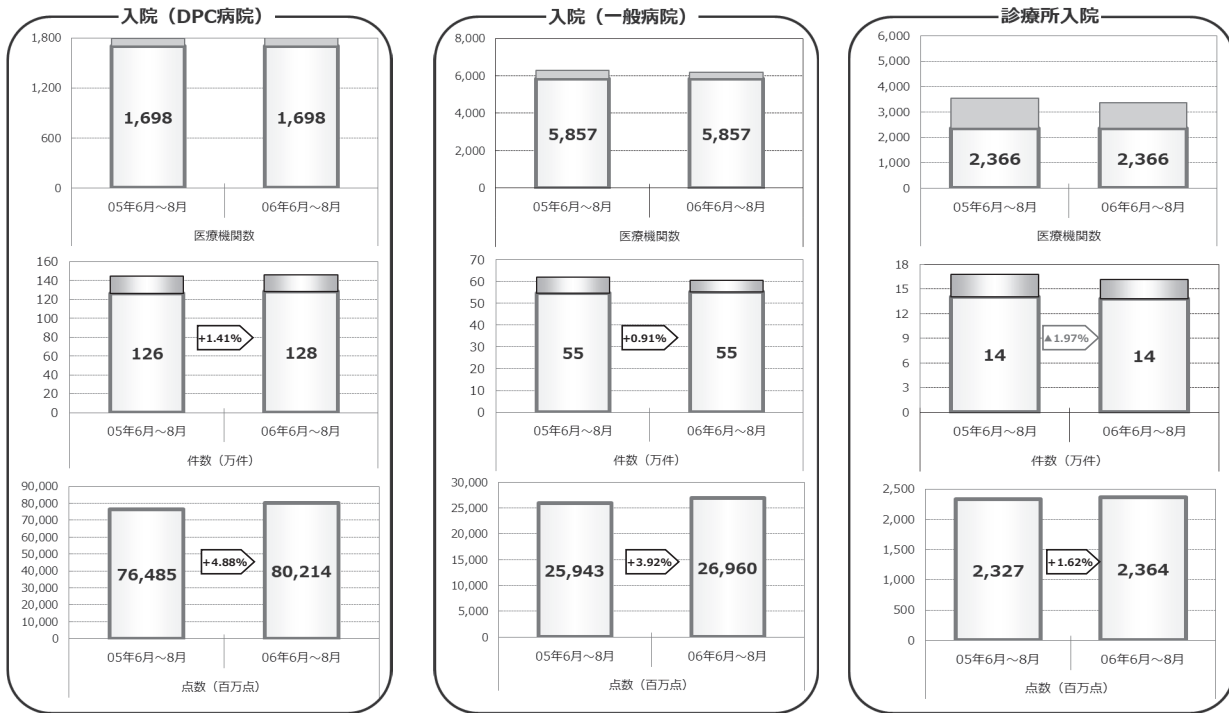 入院（DPC病院）
1,800
1,200
600
0
1,698
1,698
05年6月～8月
06年6月～8月
医療機関数
160
140
120
100
80
60
40
20
0
126
+1.41%
128
05年6月～8月
06年6月～8月
件数（万件）
90,000
80,000
70,000
60,000
50,000
40,000
30,000
20,000
10,000
0
76,485
+4.88%
80,214
05年6月～8月
06年6月～8月
点数（百万点）
入院（一般病院）
8,000
6,000
4,000
2,000
0
5,857
5,857
05年6月～8月
06年6月～8月
医療機関数
70
60
50
40
30
20
10
0
55
+0.91%
55
05年6月～8月
06年6月～8月
件数（万件）
30,000
25,000
20,000
15,000
10,000
5,000
0
25,943
+3.92%
26,960
05年6月～8月
06年6月～8月
点数（百万点）
診療所入院
6,000
5,000
4,000
3,000
2,000
1,000
0
2,366
2,366
05年6月～8月
06年6月～8月
医療機関数
18
15
12
9
6
3
0
14
▲1.97%
14
05年6月～8月
06年6月～8月
件数（万件）
2,500
2,000
1,500
1,000
500
0
2,327
+1.62%
2,364
05年6月～8月
06年6月～8月
点数（百万点）